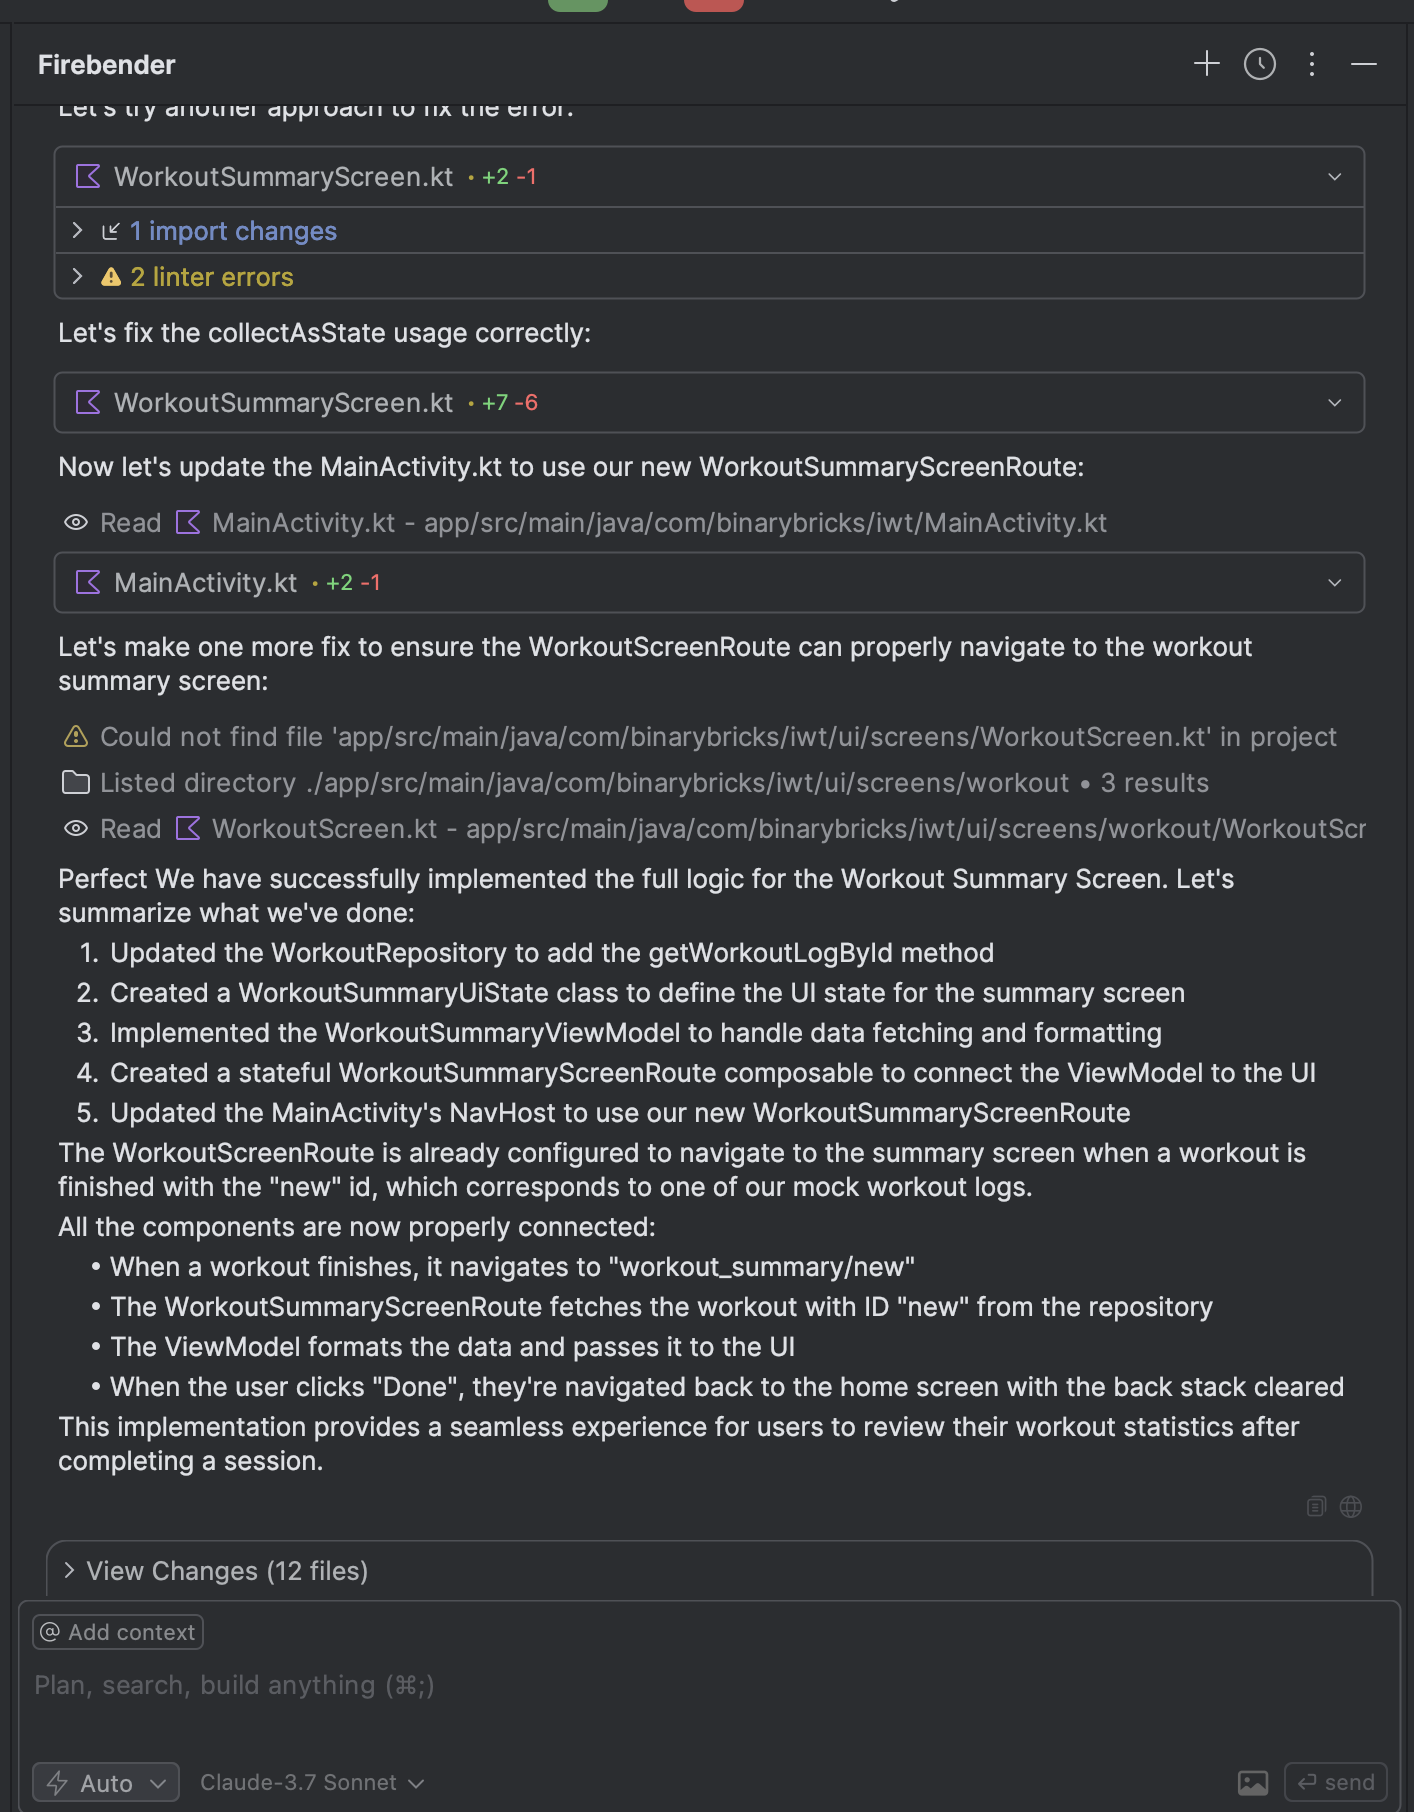 Firebender
Let's try another approach to fix the error:
WorkoutSummaryScreen.kt • +2 -1
1 import changes
2 linter errors
Let's fix the collectAsState usage correctly:
WorkoutSummaryScreen.kt • +7 -6
Now let's update the MainActivity.kt to use our new WorkoutSummaryScreenRoute:
Read MainActivity.kt - app/src/main/java/com/binarybricks/iwt/MainActivity.kt
MainActivity.kt • +2 -1
Let's make one more fix to ensure the WorkoutScreenRoute can properly navigate to the workout
summary screen:
Could not find file 'app/src/main/java/com/binarybricks/iwt/ui/screens/WorkoutScreen.kt' in project
Listed directory ./app/src/main/java/com/binarybricks/iwt/ui/screens/workout • 3 results
Read WorkoutScreen.kt - app/src/main/java/com/binarybricks/iwt/ui/screens/workout/WorkoutScr
Perfect We have successfully implemented the full logic for the Workout Summary Screen. Let's
summarize what we've done:
1. Updated the WorkoutRepository to add the getWorkoutLogById method
2. Created a WorkoutSummaryUiState class to define the UI state for the summary screen
3. Implemented the WorkoutSummaryViewModel to handle data fetching and formatting
4. Created a stateful WorkoutSummaryScreenRoute composable to connect the ViewModel to the UI
5. Updated the MainActivity's NavHost to use our new WorkoutSummaryScreenRoute
The WorkoutScreenRoute is already configured to navigate to the summary screen when a workout is
finished with the "new" id, which corresponds to one of our mock workout logs.
All the components are now properly connected:
• When a workout finishes, it navigates to "workout_summary/new"
• The WorkoutSummaryScreenRoute fetches the workout with ID "new" from the repository
• The ViewModel formats the data and passes it to the UI
• When the user clicks "Done", they're navigated back to the home screen with the back stack cleared
This implementation provides a seamless experience for users to review their workout statistics after
completing a session.
View Changes (12 files)
@ Add context
Plan, search, build anything (⌘;)
Auto Claude-3.7 Sonnet
send